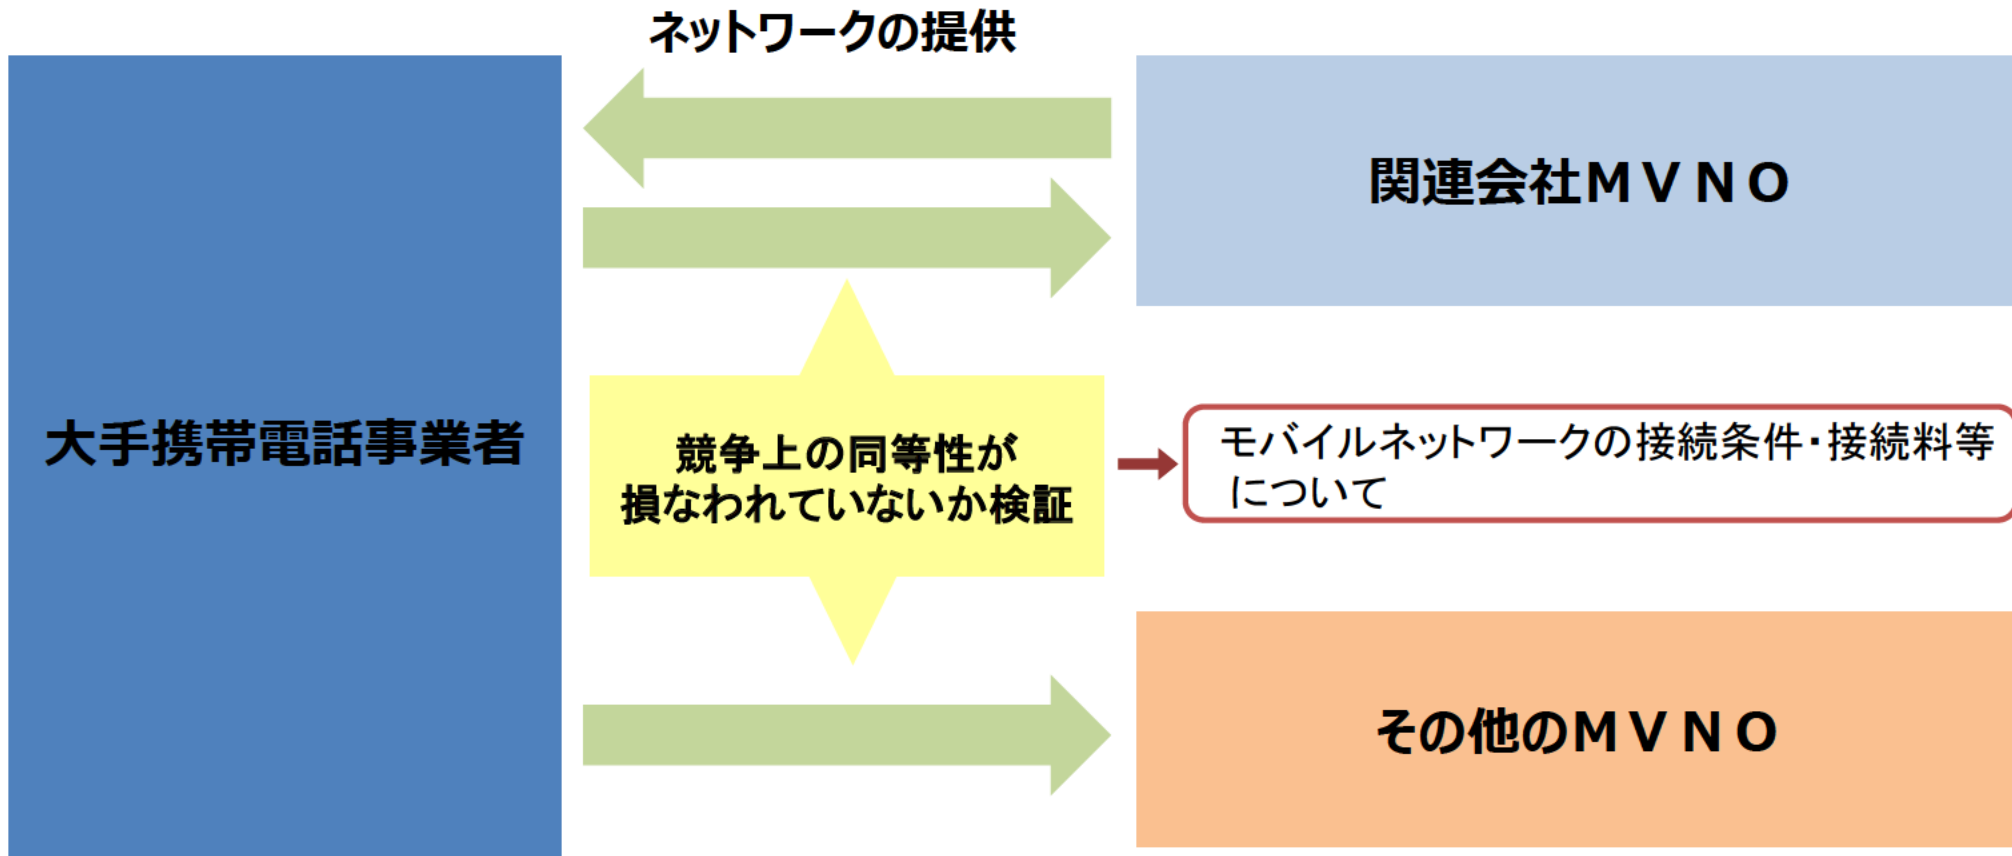 ネットワークの提供
関連会社ＭＶＮＯ
大手携帯電話事業者
競争上の同等性が
損なわれていないか検証
モバイルネットワークの接続条件・接続料等
について
その他のＭＶＮＯ